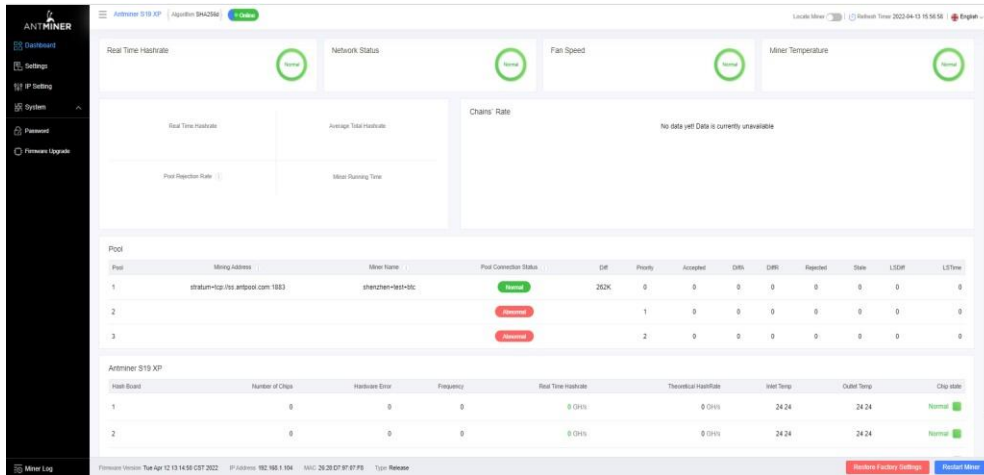 ANTMINER
Antminer S19 XP Algorithm SHA256d Online
Locate Miner Refresh Time 2022-04-13 15:56:58 English
Dashboard
Settings
IP Setting
System
Password
Firmware Upgrade
Real Time Hashrate Normal
Network Status Normal
Fan Speed Normal
Miner Temperature Normal
Real Time Hashrate Average Total Hashrate
Pool Rejection Rate Miner Running Time
Chains' Rate
No data yet! Data is currently unavailable
Pool
Pool Mining Address Miner Name Pool Connection Status Diff Priority Accepted DiffA DiffR Rejected Stale LSDiff LSTime
1 stratum+tcp://ss.antpool.com:1883 shenzhen+test+btc Normal 262K 0 0 0 0 0 0 0 0
2 Abnormal 1 0 0 0 0 0 0 0
3 Abnormal 2 0 0 0 0 0 0 0
Antminer S19 XP
Hash Board Number of Chips Hardware Error Frequency Real Time Hashrate Theoretical HashRate Inlet Temp Outlet Temp Chip state
1 0 0 0 0 GH/s 0 GH/s 24 24 24 24 Normal
2 0 0 0 0 GH/s 0 GH/s 24 24 24 24 Normal
Miner Log
Firmware Version Tue Apr 12 13:14:50 CST 2022 IP Address 192.168.1.104 MAC Type Release
Restore Factory Settings Restart Miner